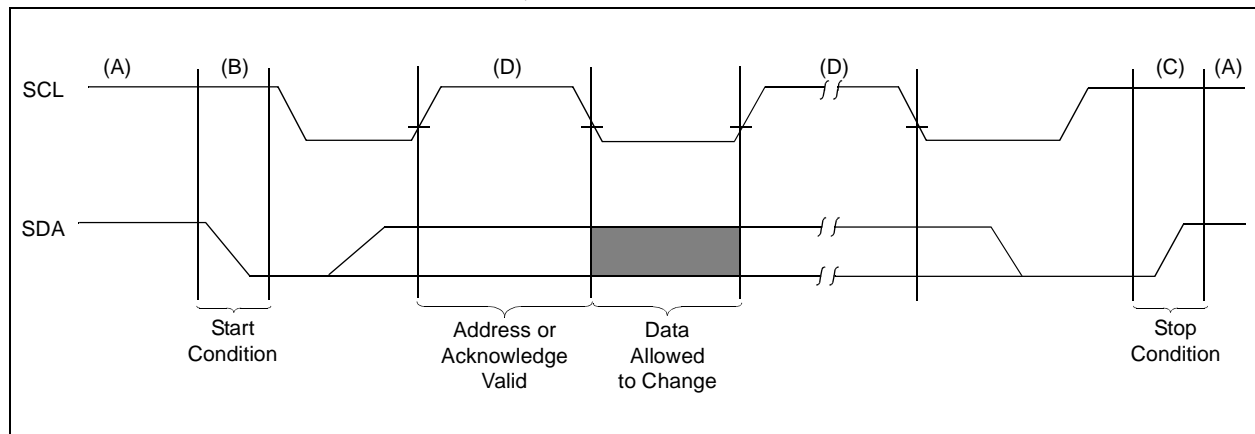 (A)
(B)
(D)
(D)
(C)
(A)
SCL
SDA
Start
Condition
Address or
Acknowledge
Valid
Data
Allowed
to Change
Stop
Condition